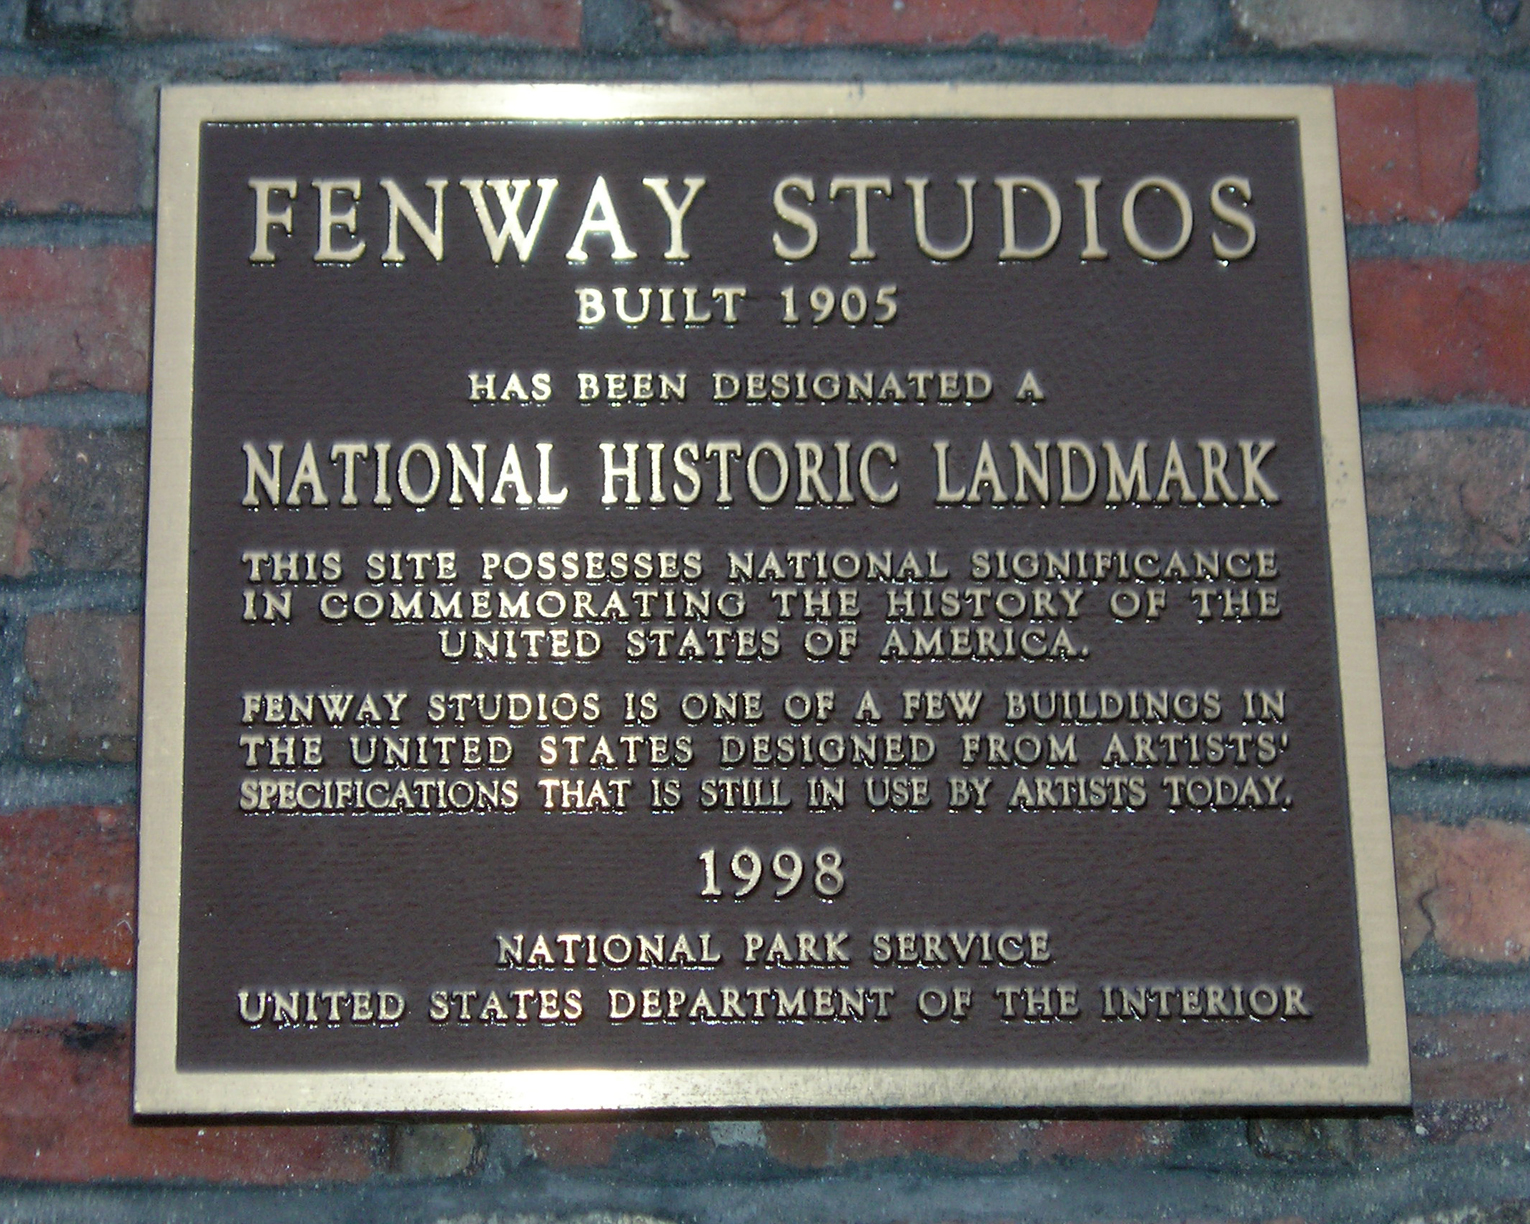 FENWAY STUDIOS
BUILT 1905
HAS BEEN DESIGNATED A
NATIONAL HISTORIC LANDMARK
THIS SITE POSSESSES NATIONAL SIGNIFICANCE
IN COMMEMORATING THE HISTORY OF THE
UNITED STATES OF AMERICA.
FENWAY STUDIOS IS ONE OF A FEW BUILDINGS IN
THE UNITED STATES DESIGNED FROM ARTISTS'
SPECIFICATIONS THAT IS STILL IN USE BY ARTISTS TODAY.
1998
NATIONAL PARK SERVICE
UNITED STATES DEPARTMENT OF THE INTERIOR